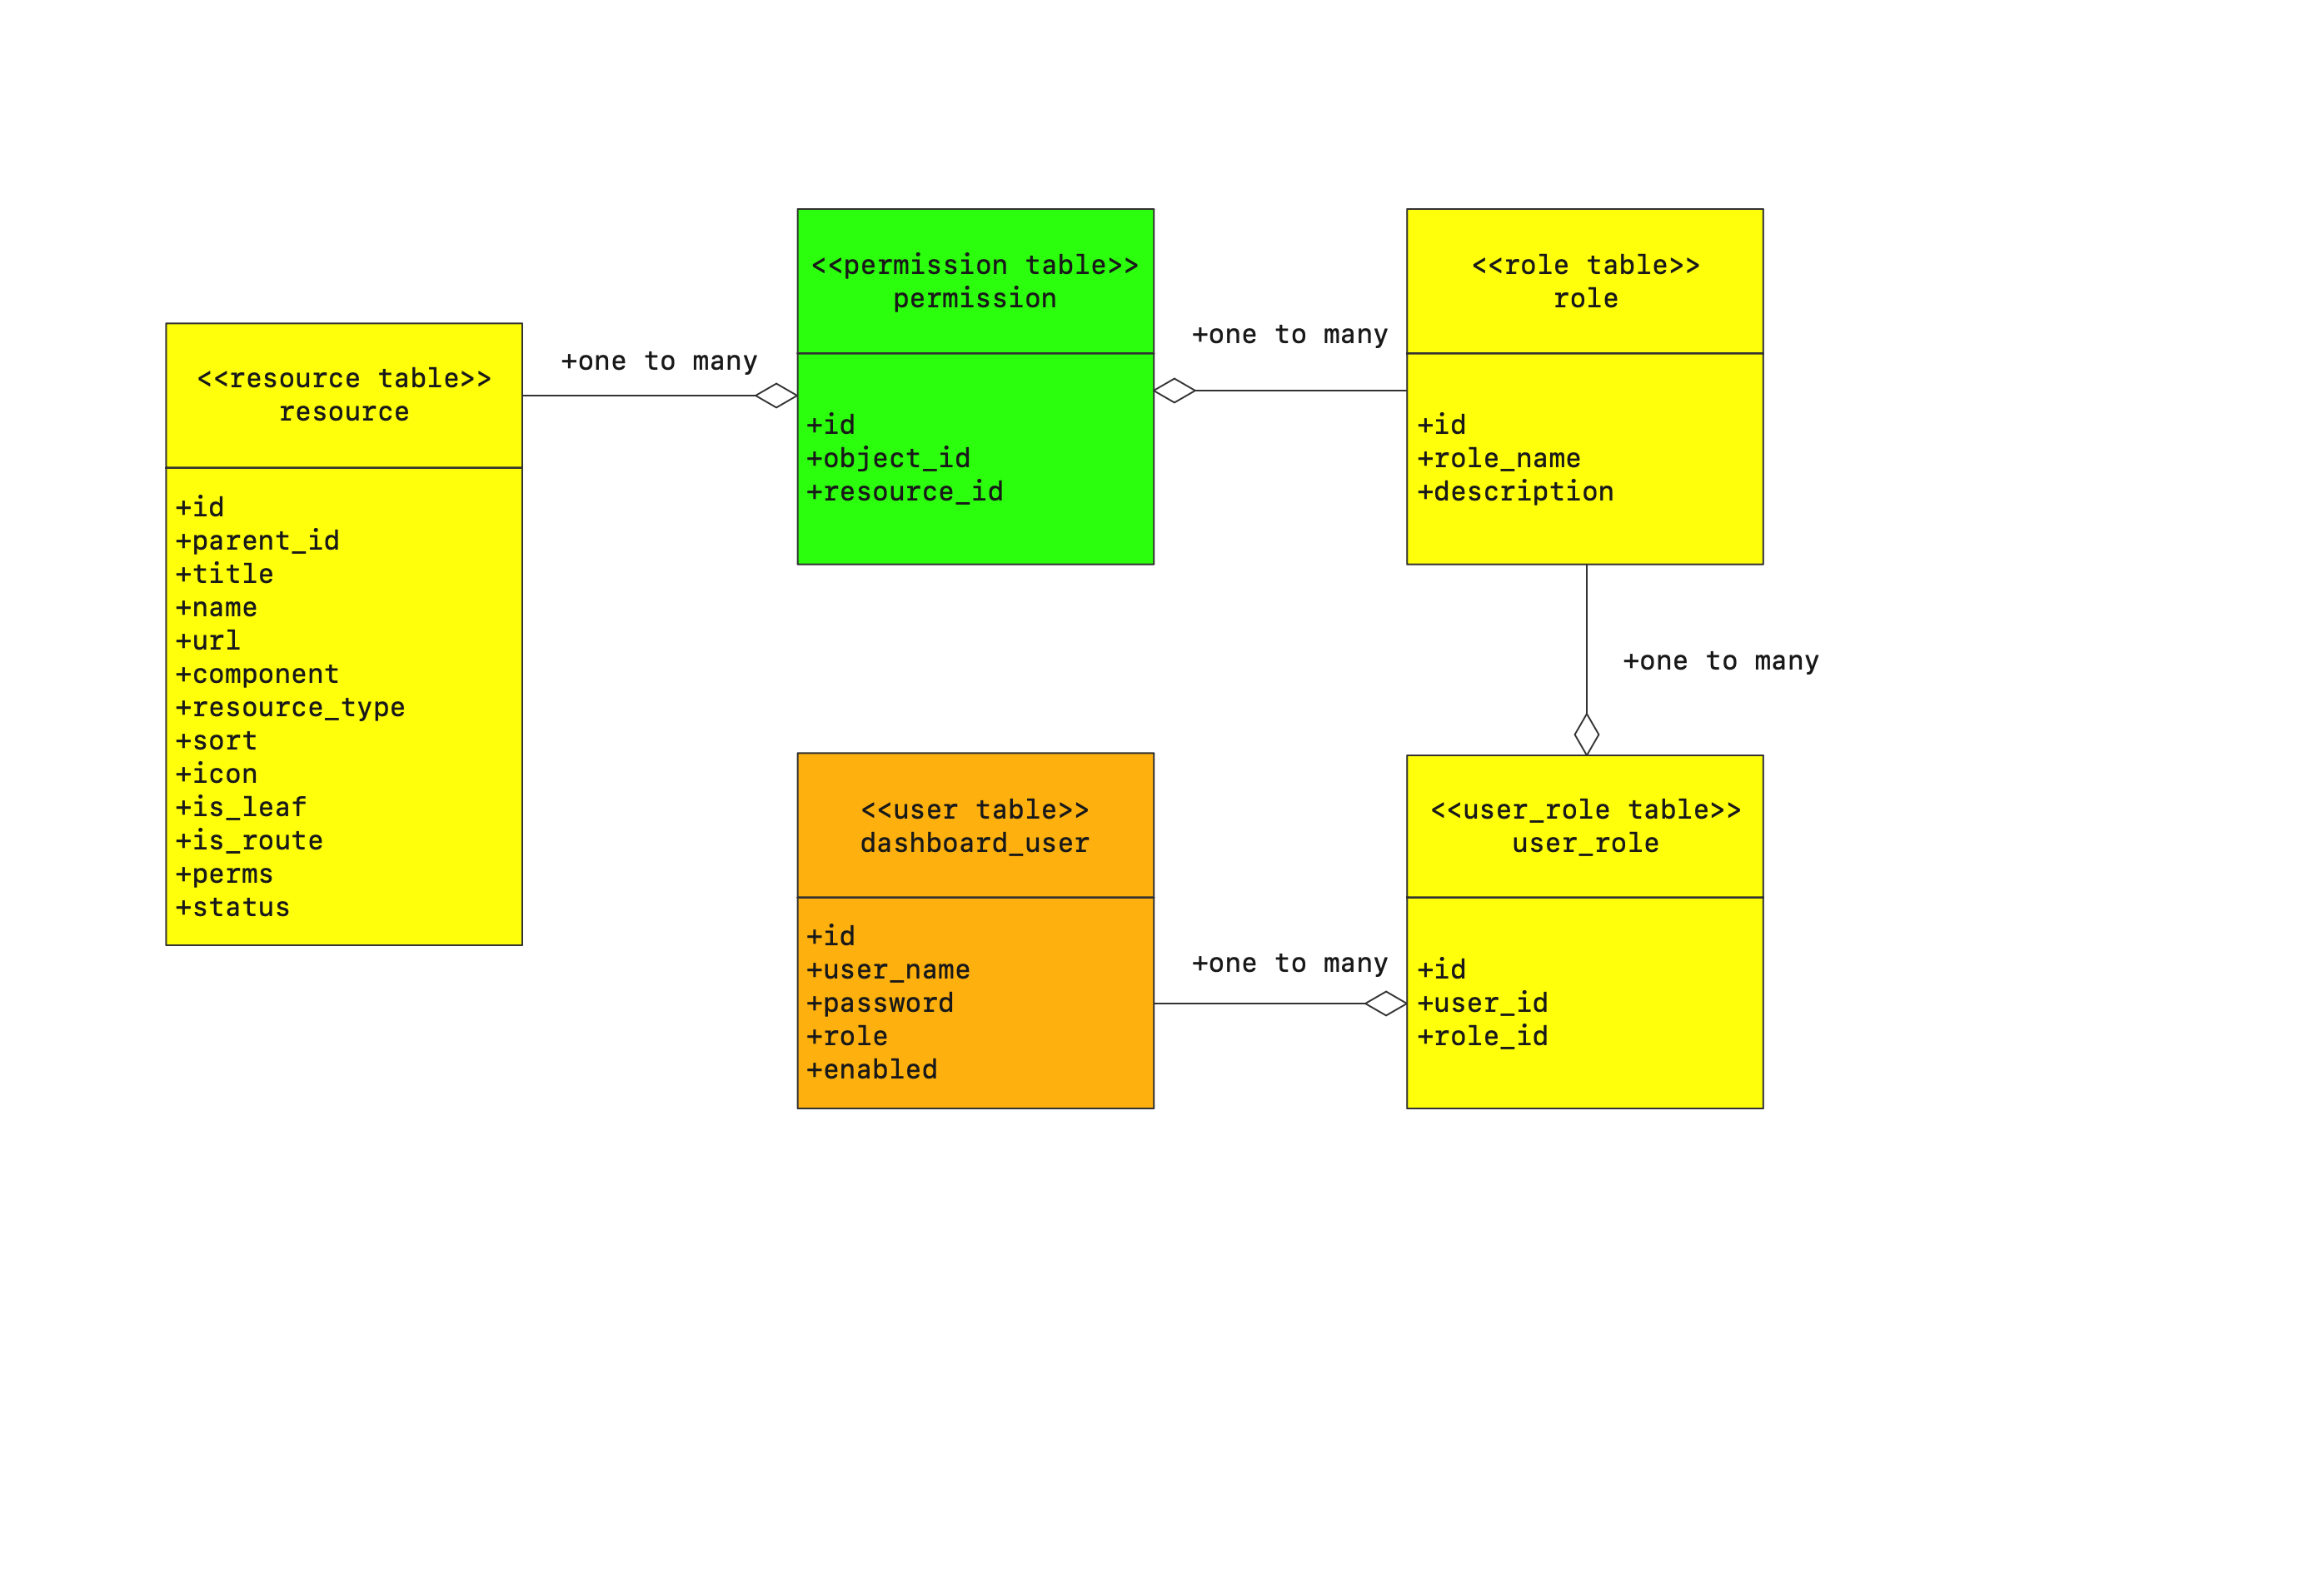 <<resource table>>
resource
+id
+parent_id
+title
+name
+url
+component
+resource_type
+sort
+icon
+is_leaf
+is_route
+perms
+status
+one to many
<<permission table>>
permission
+id
+object_id
+resource_id
+one to many
<<role table>>
role
+id
+role_name
+description
+one to many
<<user table>>
dashboard_user
+id
+user_name
+password
+role
+enabled
+one to many
<<user_role table>>
user_role
+id
+user_id
+role_id